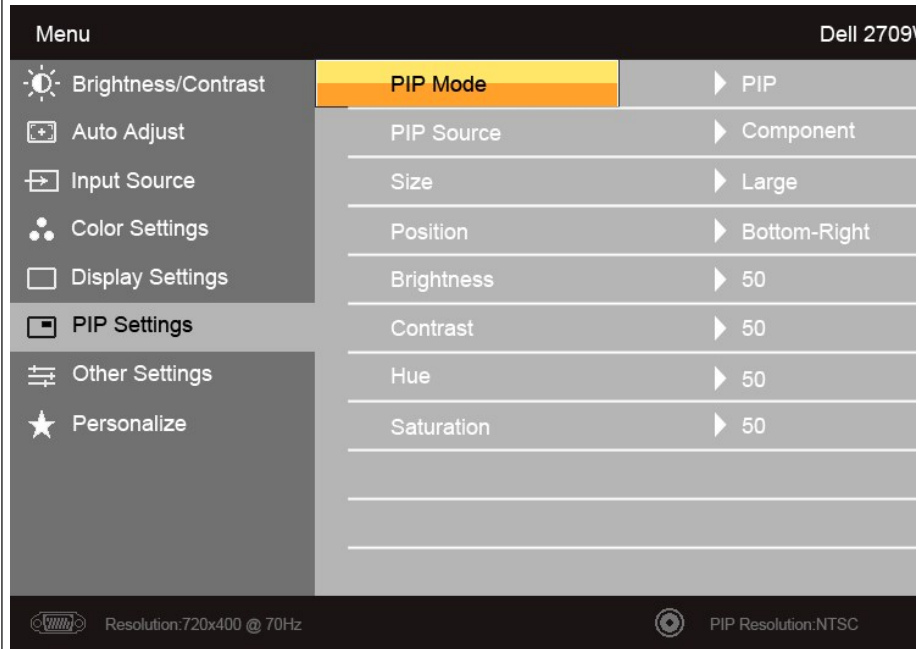 Menu Dell 2709W
Brightness/Contrast PIP Mode PIP
Auto Adjust PIP Source Component
Input Source Size Large
Color Settings Position Bottom-Right
Display Settings Brightness 50
PIP Settings Contrast 50
Other Settings Hue 50
Personalize Saturation 50
Resolution:720x400 @ 70Hz PIP Resolution:NTSC